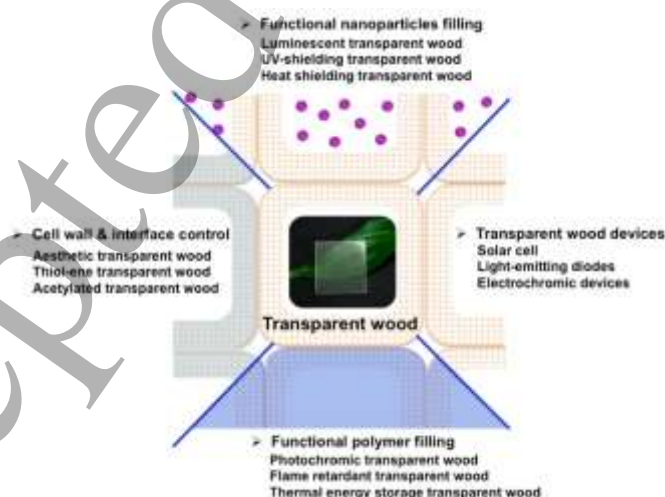 ➢ Functional nanoparticles filling
Luminescent transparent wood
UV-shielding transparent wood
Heat shielding transparent wood
➢ Cell wall & interface control
Aesthetic transparent wood
Thiol-ene transparent wood
Acetylated transparent wood
➢ Transparent wood devices
Solar cell
Light-emitting diodes
Electrochromic devices
Transparent wood
➢ Functional polymer filling
Photochromic transparent wood
Flame retardant transparent wood
Thermal energy storage transparent wood